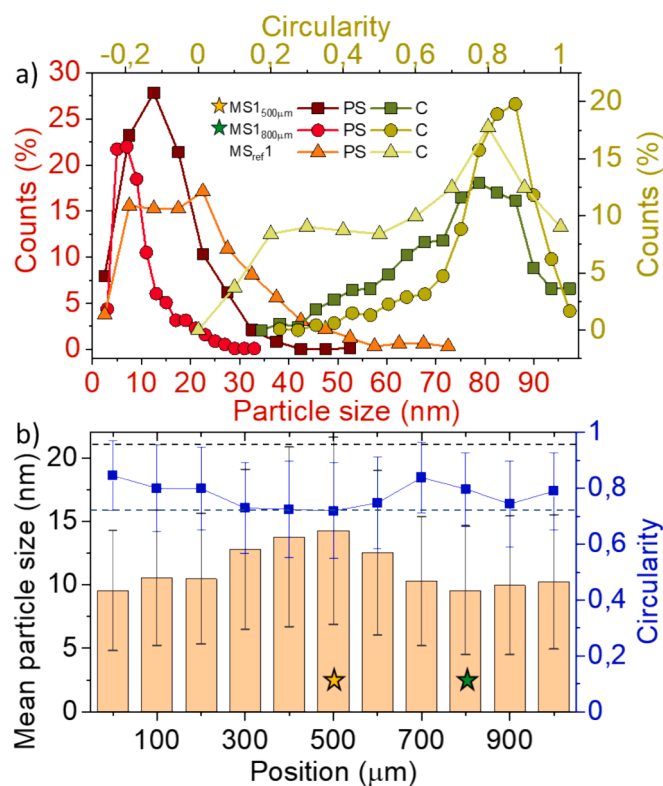 Circularity
-0,2 0 0,2 0,4 0,6 0,8 1
a)
30
25
20
15
10
5
0
Counts (%)
MS1500μm PS C
MS1800μm PS C
MSref1 PS C
20
15
10
5
0
Counts (%)
0 10 20 30 40 50 60 70 80 90
Particle size (nm)
b)
20
15
10
5
0
Mean particle size (nm)
1
0,8
0,6
0,4
0,2
0
Circularity
100 300 500 700 900
Position (μm)